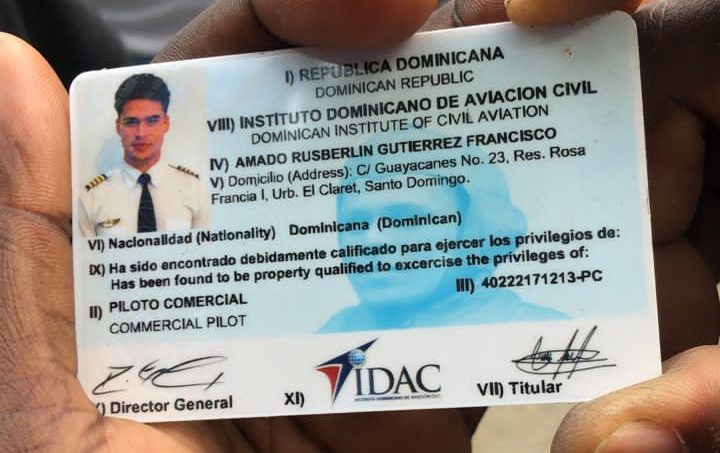 I) REPUBLICA DOMINICANA
DOMINICAN REPUBLIC
VIII) INSTITUTO DOMINICANO DE AVIACION CIVIL
DOMINICAN INSTITUTE OF CIVIL AVIATION
IV) AMADO RUSBERLIN GUTIERREZ FRANCISCO
V) Domicilio (Address): C/ Guayacanes No. 23, Res. Rosa
Francia I, Urb. El Claret, Santo Domingo.
VI) Nacionalidad (Nationality) Dominicana (Dominican)
IX) Ha sido encontrado debidamente calificado para ejercer los privilegios de:
Has been found to be property qualified to excercise the privileges of:
II) PILOTO COMERCIAL
III) 40222171213-PC
COMMERCIAL PILOT
) Director General
XI)
IDAC
VII) Titular